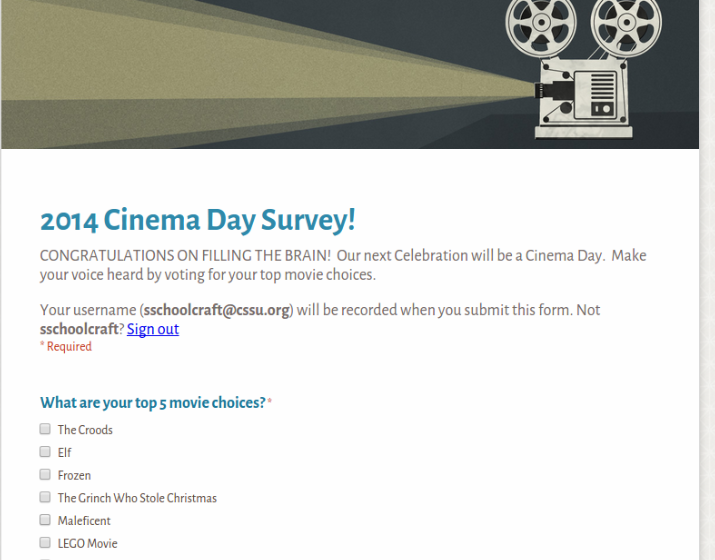 2014 Cinema Day Survey!
CONGRATULATIONS ON FILLING THE BRAIN!  Our next Celebration will be a Cinema Day.  Make
your voice heard by voting for your top movie choices.
Your username (sschoolcraft@cssu.org) will be recorded when you submit this form. Not
sschoolcraft? Sign out
* Required
What are your top 5 movie choices? *
The Croods
Elf
Frozen
The Grinch Who Stole Christmas
Maleficent
LEGO Movie